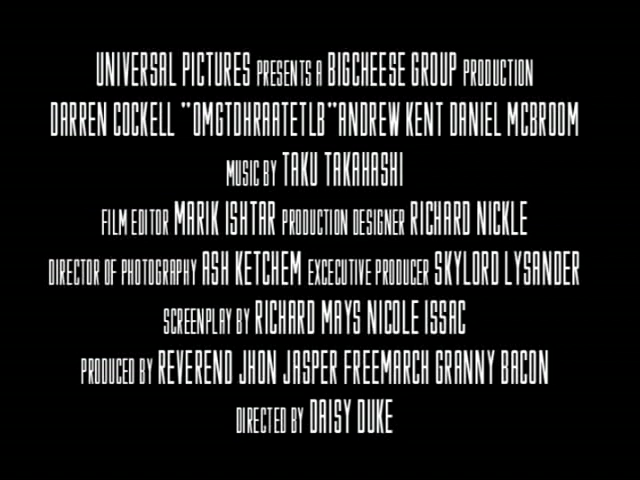 UNIVERSAL PICTURES PRESENTS A BIGCHEESE GROUP PRODUCTION
DARREN COCKELL "OMGTDHRAATETLB"ANDREW KENT DANIEL MCBROOM
MUSIC BY TAKU TAKAHASHI
FILM EDITOR MARIK ISHTAR PRODUCTION DESIGNER RICHARD NICKLE
DIRECTOR OF PHOTOGRAPHY ASH KETCHEM EXCECUTIVE PRODUCER SKYLORD LYSANDER
SCREENPLAY BY RICHARD MAYS NICOLE ISSAC
PRODUCED BY REVEREND JHON JASPER FREEMARCH GRANNY BACON
DIRECTED BY DAISY DUKE